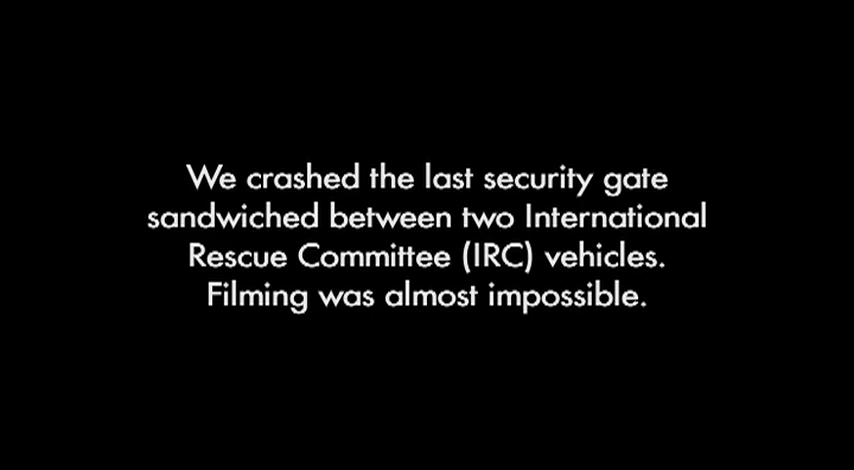 We crashed the last security gate
sandwiched between two International
Rescue Committee (IRC) vehicles.
Filming was almost impossible.